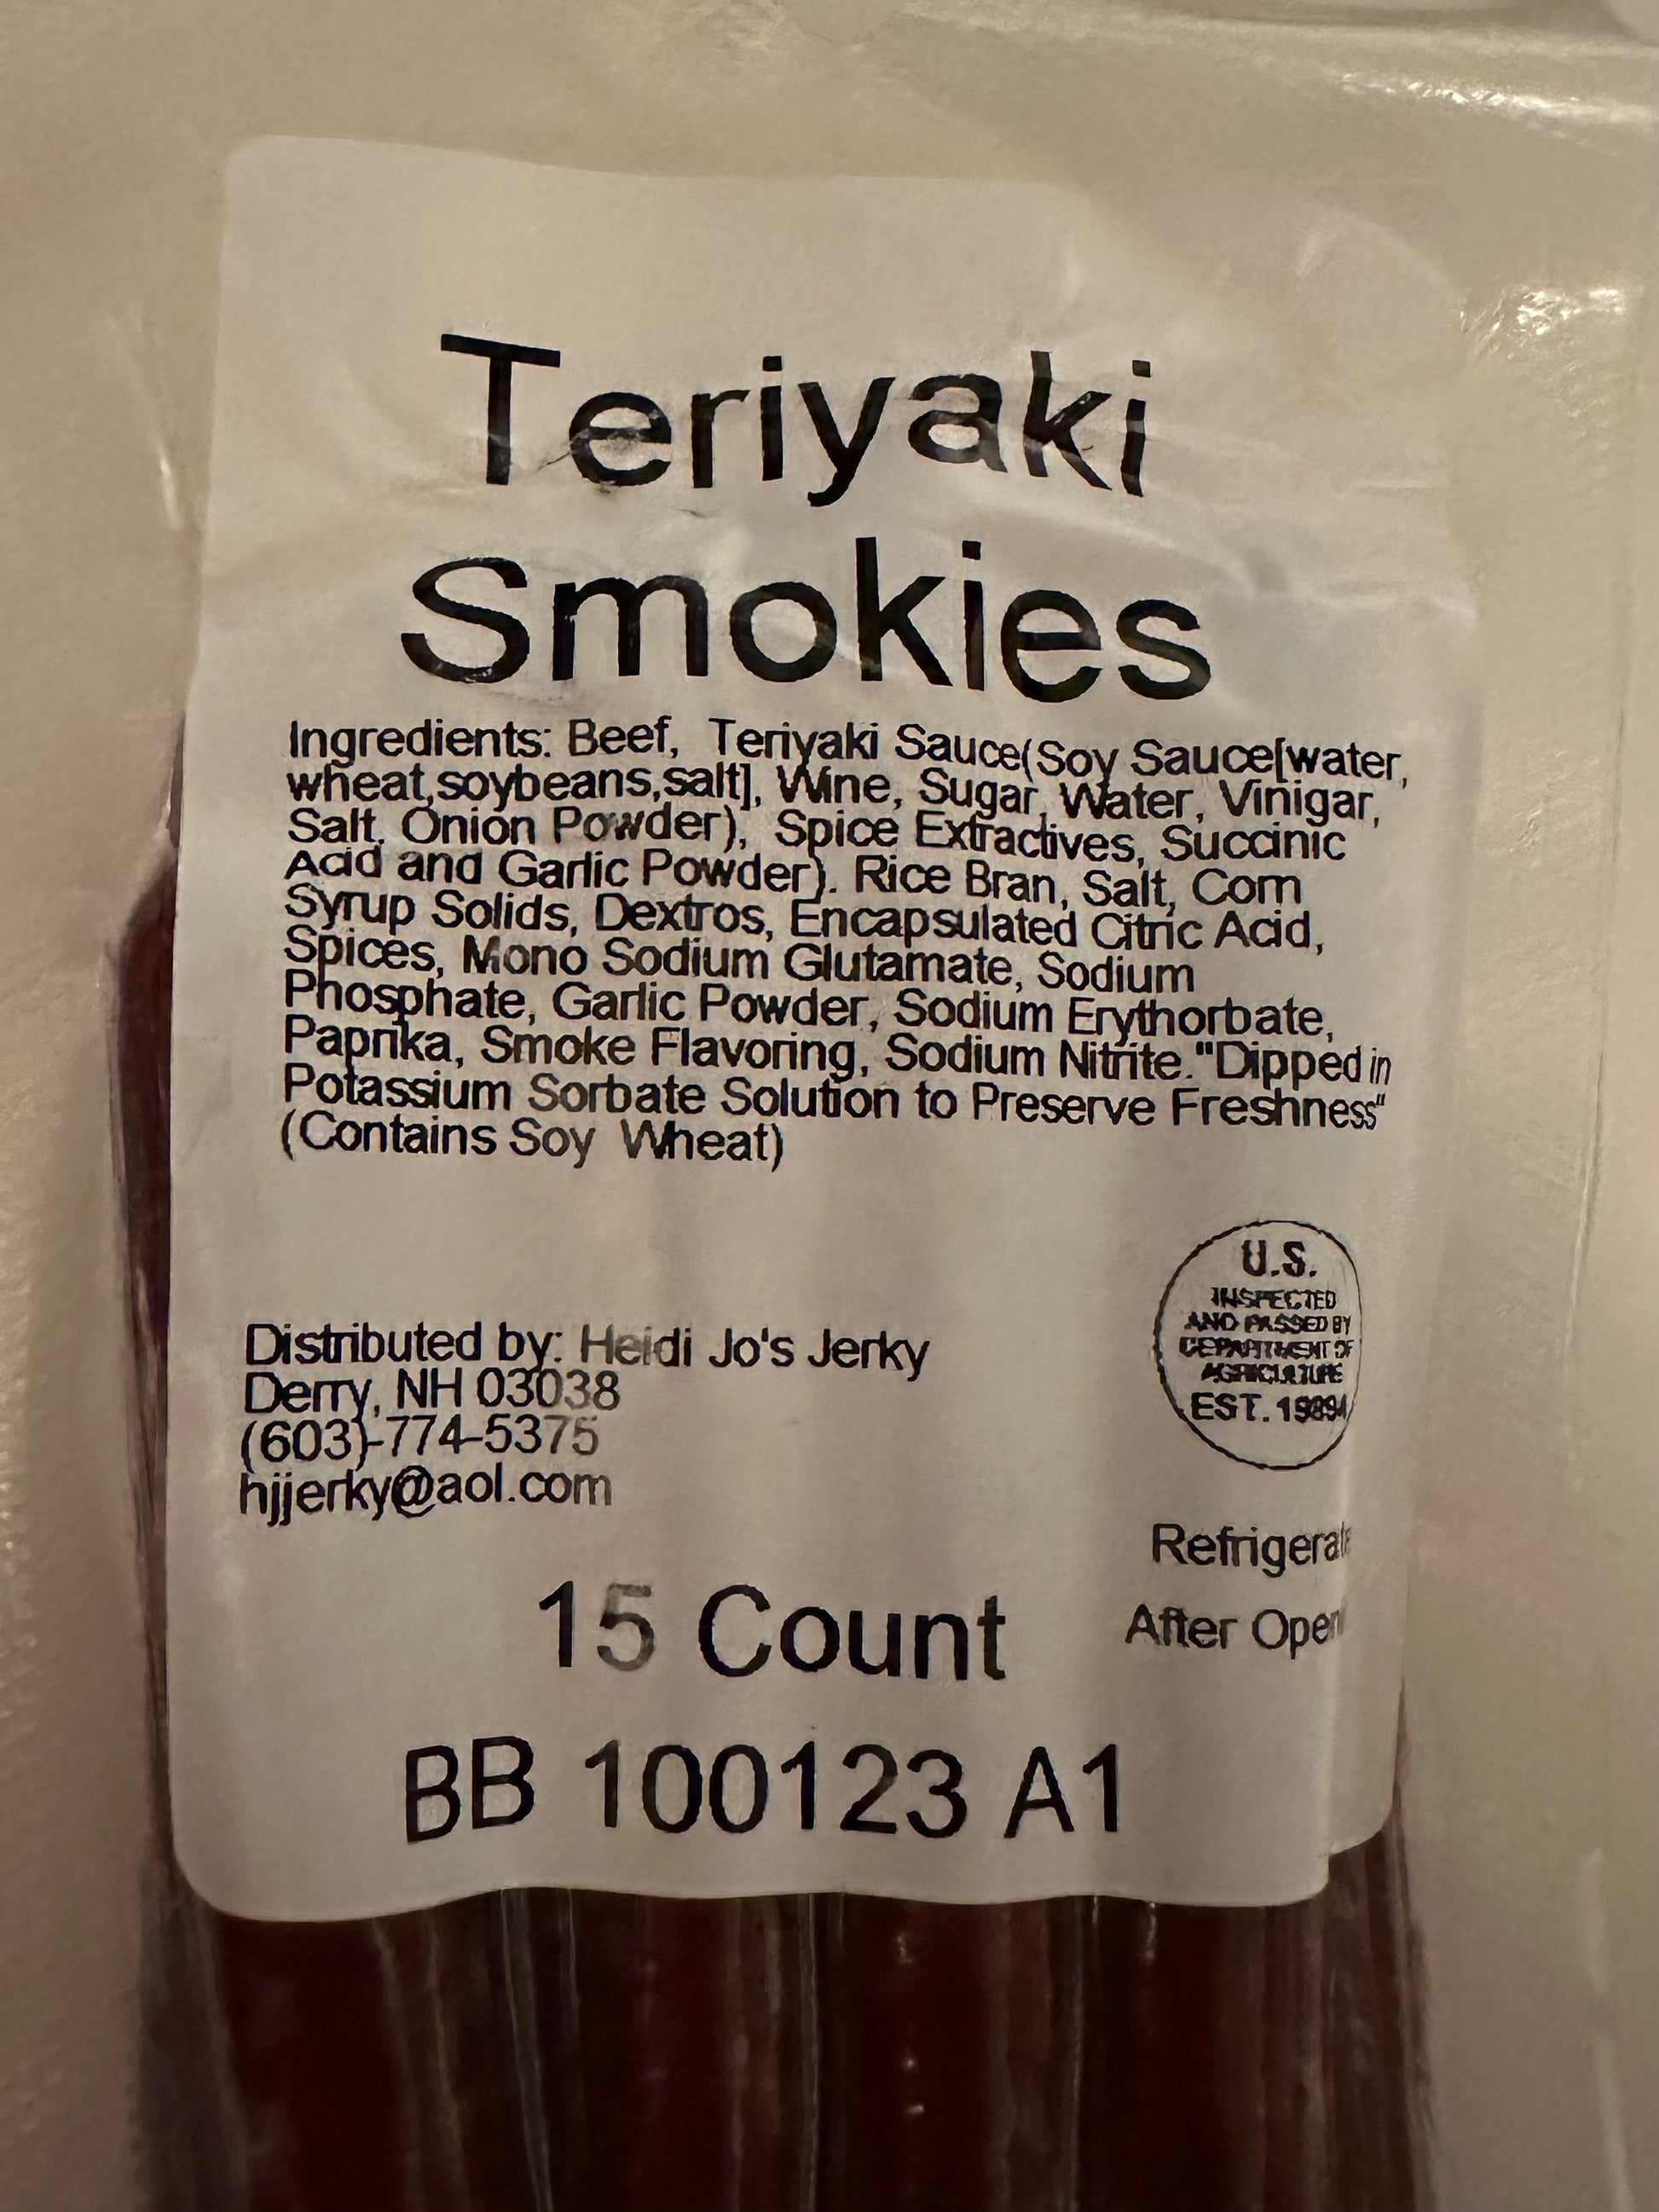 Teriyaki
Smokies
Ingredients: Beef, Teriyaki Sauce(Soy Sauce[water,
wheat,soybeans,salt], Wine, Sugar, Water, Vinigar,
Salt, Onion Powder), Spice Extractives, Succinic
Acid and Garlic Powder). Rice Bran, Salt, Corn
Syrup Solids, Dextros, Encapsulated Citric Acid,
Spices, Mono Sodium Glutamate, Sodium
Phosphate, Garlic Powder, Sodium Erythorbate,
Paprika, Smoke Flavoring, Sodium Nitrite."Dipped in
Potassium Sorbate Solution to Preserve Freshness"
(Contains Soy Wheat)
U.S.
INSPECTED
AND PASSED BY
DEPARTMENT OF
AGRICULTURE
EST.
Distributed by: Heidi Jo's Jerky
Derry, NH 03038
(603)-774-5375
hjjerky@aol.com
Refrigerate
After Open
15 Count
BB 100123 A1